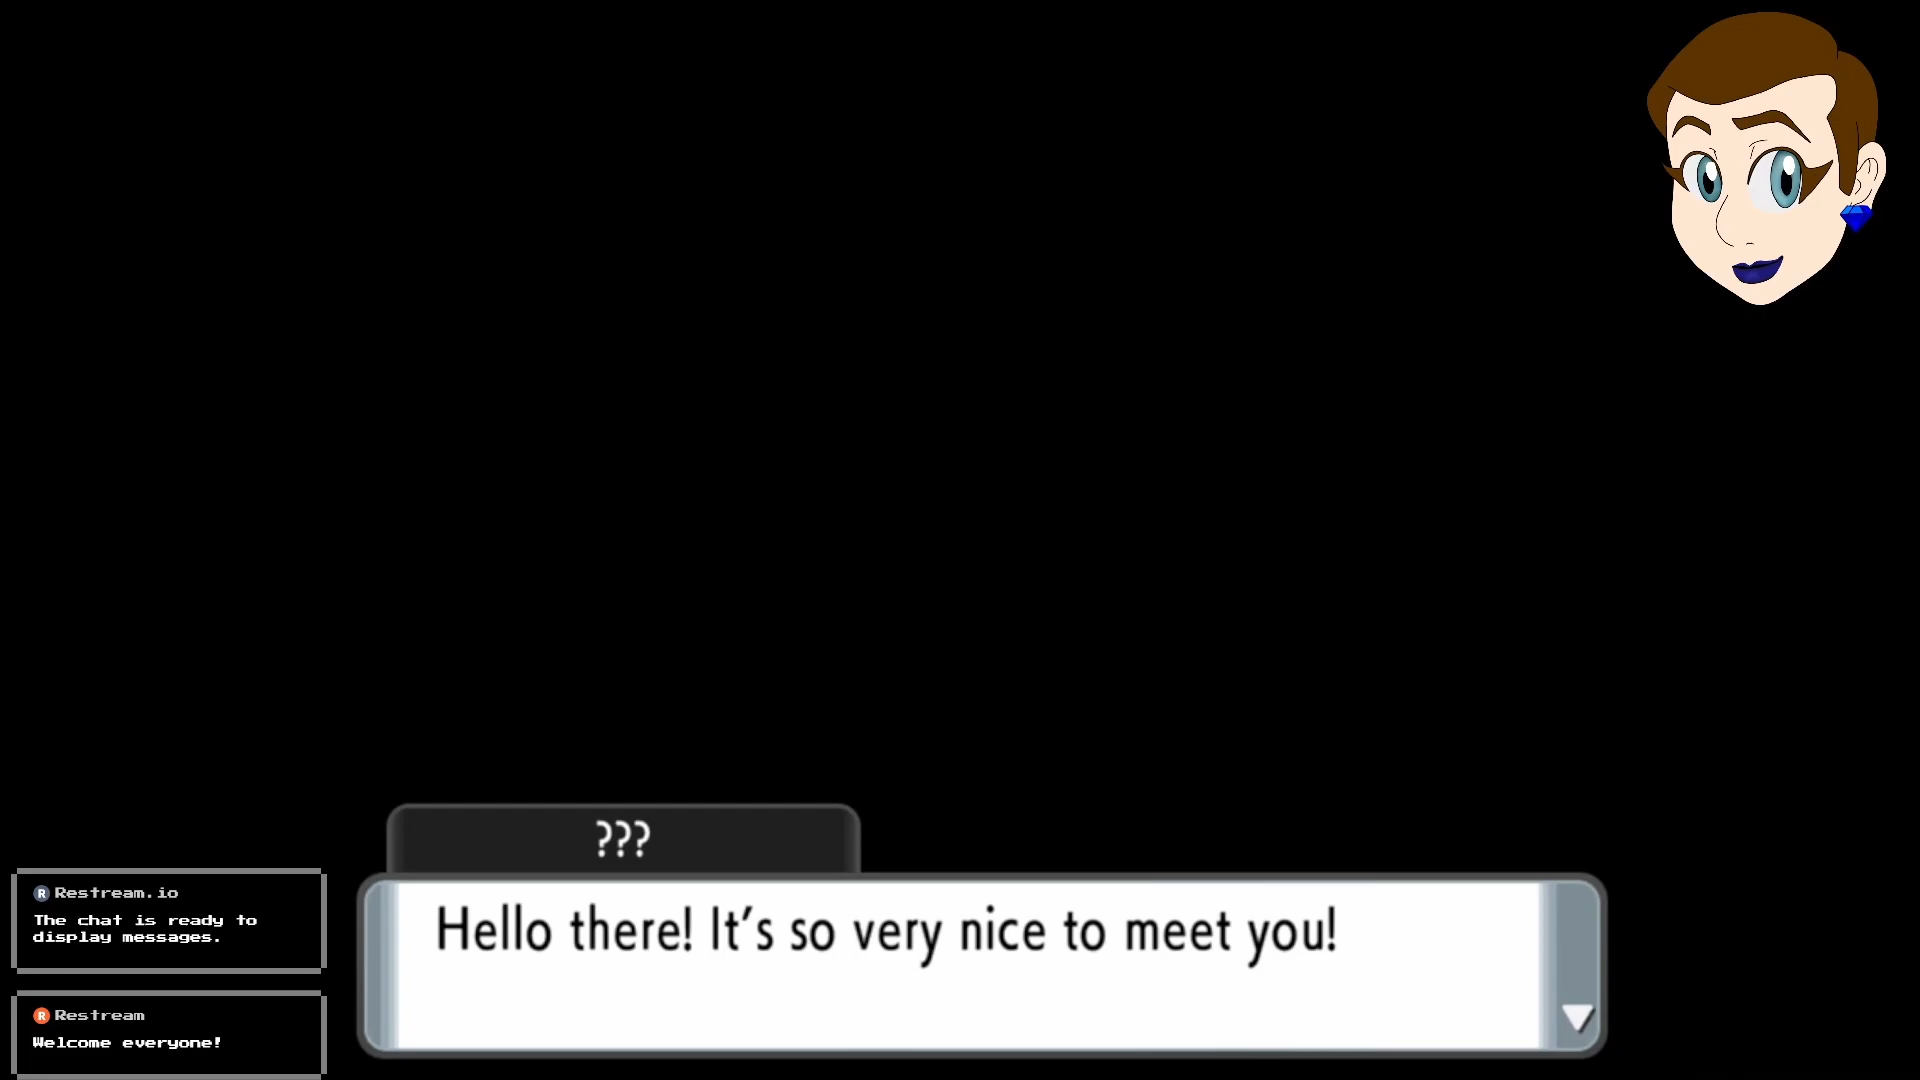 ???
Hello there! It's so very nice to meet you!
Restream.io
The chat is ready to
display messages.
Restream
Welcome everyone!